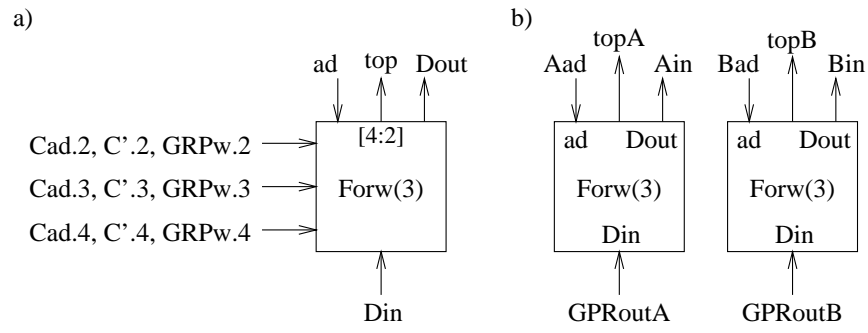 a)
ad top Dout
[4:2]
Cad.2, C'.2, GRPw.2
Cad.3, C'.3, GRPw.3
Forw(3)
Cad.4, C'.4, GRPw.4
Din
b)
topA topB
Aad Ain Bad Bin
ad Dout ad Dout
Forw(3) Forw(3)
Din Din
GPRoutA GPRoutB